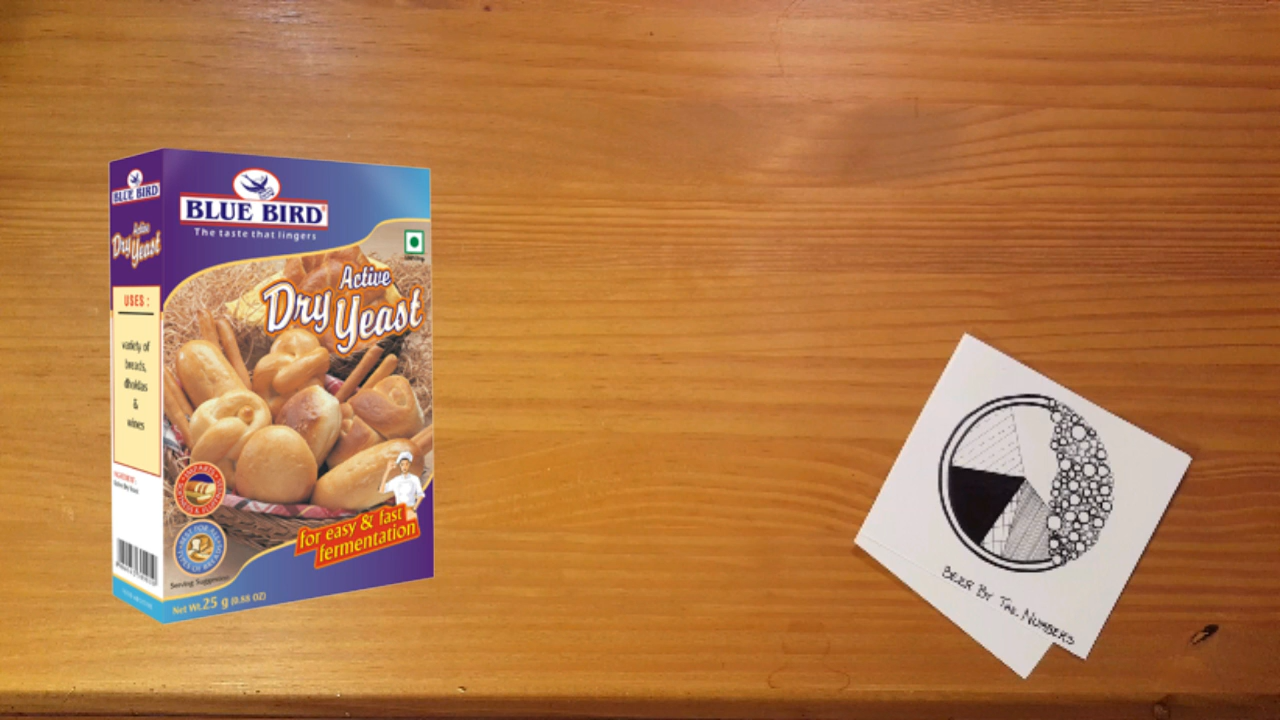 BLUE BIRD
Active
Dry Yeast
USES :
variety of
breads,
dhoklas
&
wines
BLUE BIRD
The taste that lingers
Active
Dry Yeast
for easy & fast
fermentation
Serving Suggestion
Net Wt. 25 g (0.88 OZ)
BEER BY THE NUMBERS